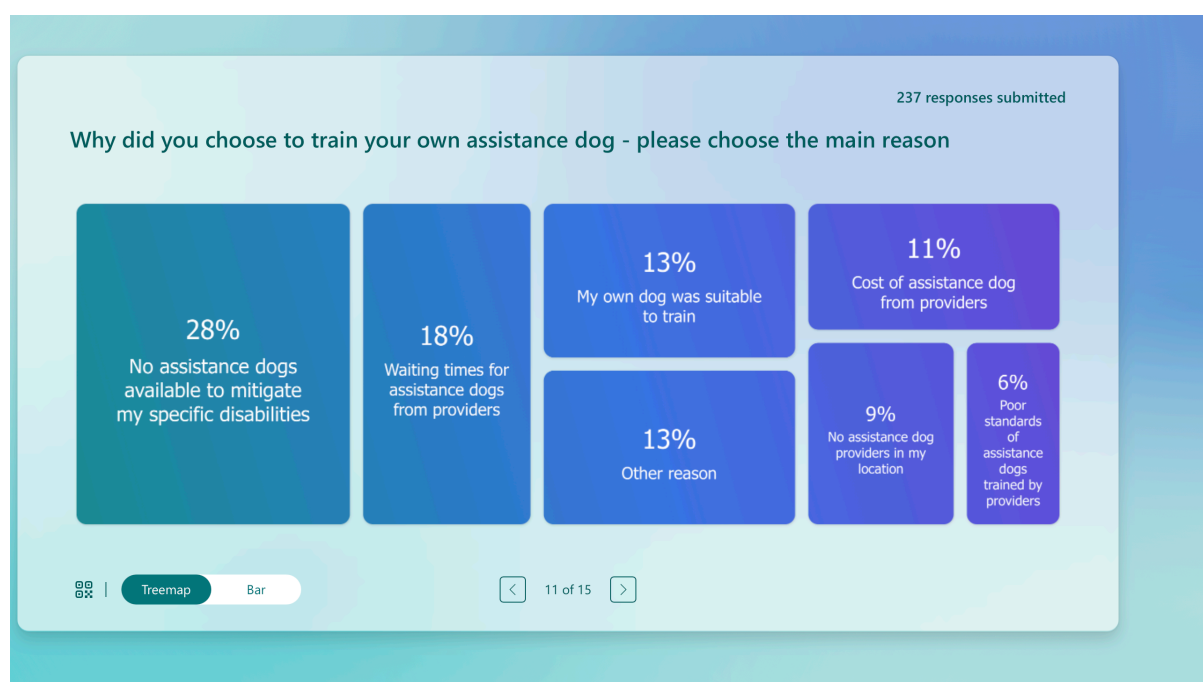 237 responses submitted
Why did you choose to train your own assistance dog - please choose the main reason
28%
No assistance dogs
available to mitigate
my specific disabilities
18%
Waiting times for
assistance dogs
from providers
13%
My own dog was suitable
to train
13%
Other reason
11%
Cost of assistance dog
from providers
9%
No assistance dog
providers in my
location
6%
Poor
standards
of
assistance
dogs
trained by
providers
Treemap
Bar
11 of 15